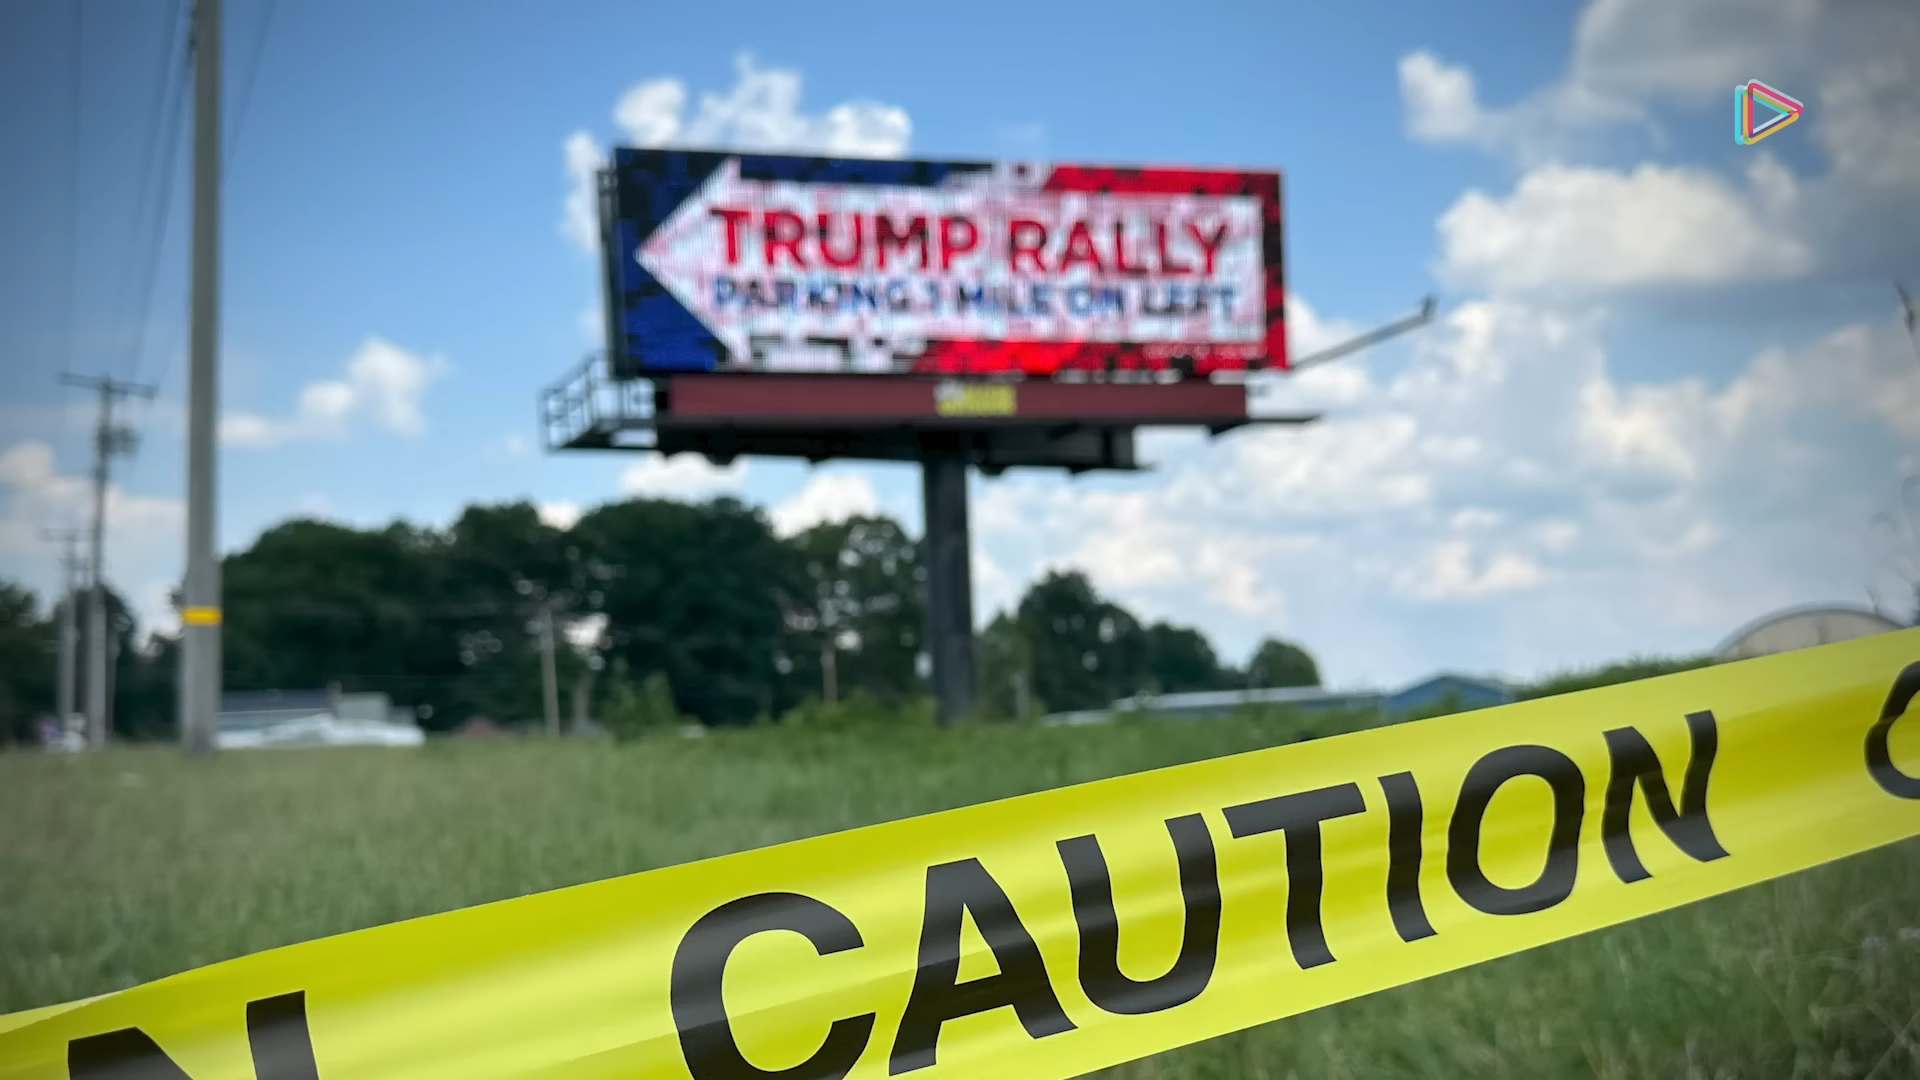 TRUMP RALLY
PARKING 1 MILE ON LEFT
N
CAUTION
C